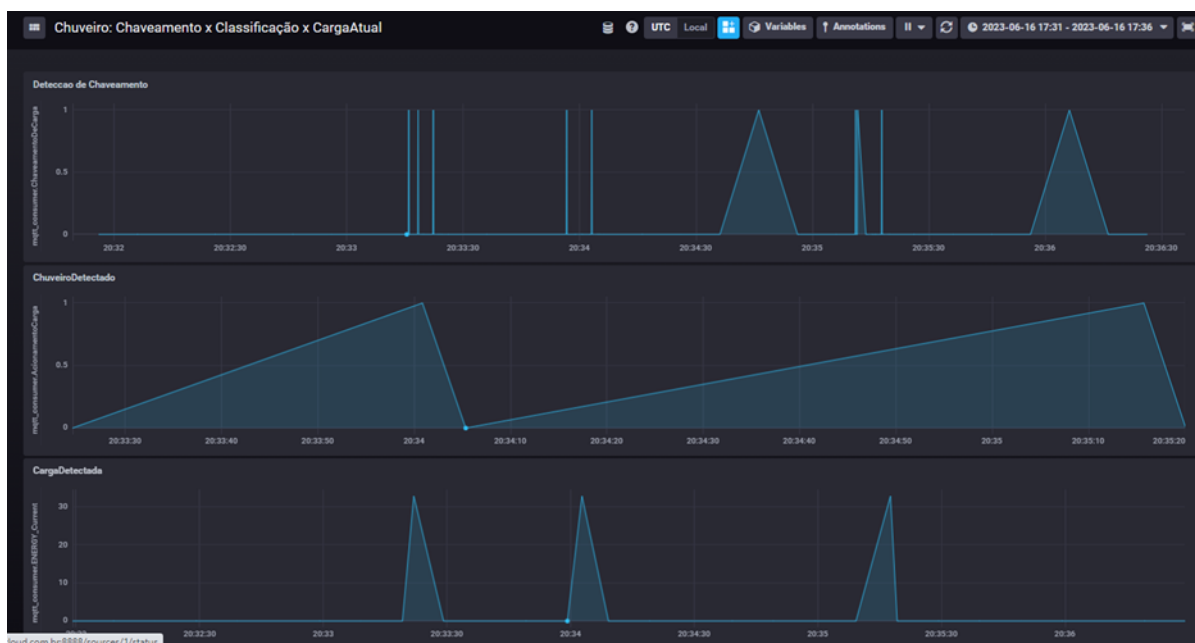 Chuveiro: Chaveamento x Classificação x CargaAtual
UTC Local Variables Annotations 2023-06-16 17:31 - 2023-06-16 17:36
Deteccao de Chaveamento
mqtt_consumer.ChaveamentoDeCarga
1
0.5
0
20:32 20:32:30 20:33 20:33:30 20:34 20:34:30 20:35 20:35:30 20:36 20:36:30
ChuveiroDetectado
mqtt_consumer.AcionamentoCarga
1
0.5
0
20:33:30 20:33:40 20:33:50 20:34 20:34:10 20:34:20 20:34:30 20:34:40 20:34:50 20:35 20:35:10 20:35:20
CargaDetectada
mqtt_consumer.ENERGY_Current
30
20
10
0
20:32:30 20:33 20:33:30 20:34 20:34:30 20:35 20:35:30 20:36